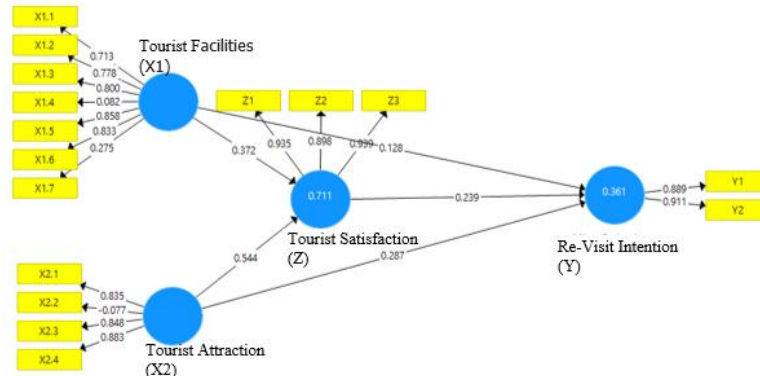 X1.1
X1.2
X1.3
X1.4
X1.5
X1.6
X1.7
0.713
0.778
0.800
0.082
0.858
0.833
0.275
Tourist Facilities
(X1)
Z1
Z2
Z3
0.935
0.898
0.939
0.128
0.372
0.711
Tourist Satisfaction
(Z)
0.239
0.361
0.889
0.911
Y1
Y2
Re-Visit Intention
(Y)
0.544
0.287
X2.1
X2.2
X2.3
X2.4
0.835
-0.077
0.848
0.883
Tourist Attraction
(X2)